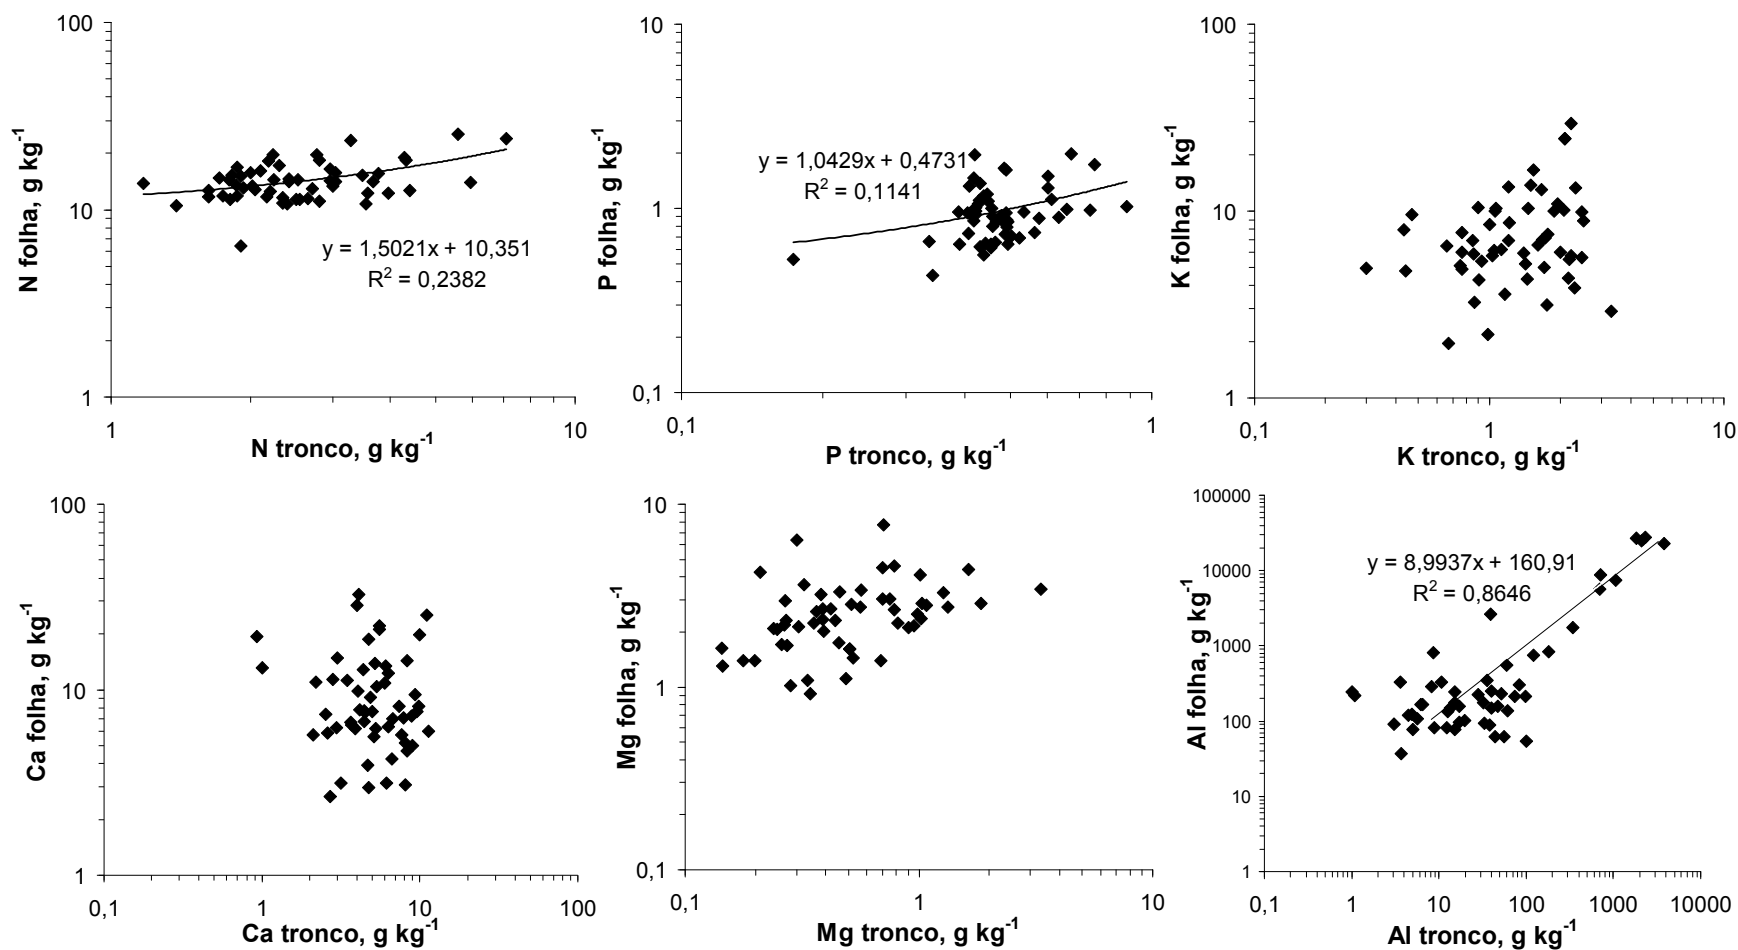 100
10
1
N folha, g kg⁻¹
y = 1,5021x + 10,351
R² = 0,2382
1
10
N tronco, g kg⁻¹
10
1
0,1
P folha, g kg⁻¹
y = 1,0429x + 0,4731
R² = 0,1141
0,1
1
P tronco, g kg⁻¹
100
10
1
K folha, g kg⁻¹
0,1
1
10
K tronco, g kg⁻¹
100
10
1
Ca folha, g kg⁻¹
0,1
1
10
100
Ca tronco, g kg⁻¹
10
1
0,1
Mg folha, g kg⁻¹
0,1
1
10
Mg tronco, g kg⁻¹
100000
10000
1000
100
10
1
Al folha, g kg⁻¹
y = 8,9937x + 160,91
R² = 0,8646
0,1
1
10
100
1000
10000
Al tronco, g kg⁻¹